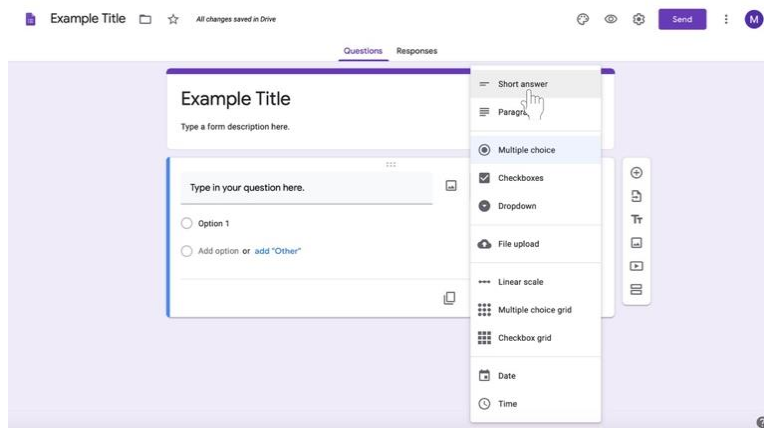 Example Title
All changes saved in Drive
Send
M
Questions
Responses
Example Title
Type a form description here.
Type in your question here.
Option 1
Add option or add "Other"
Short answer
Multiple choice
Checkboxes
Dropdown
File upload
Linear scale
Multiple choice grid
Checkbox grid
Date
Time
Tт